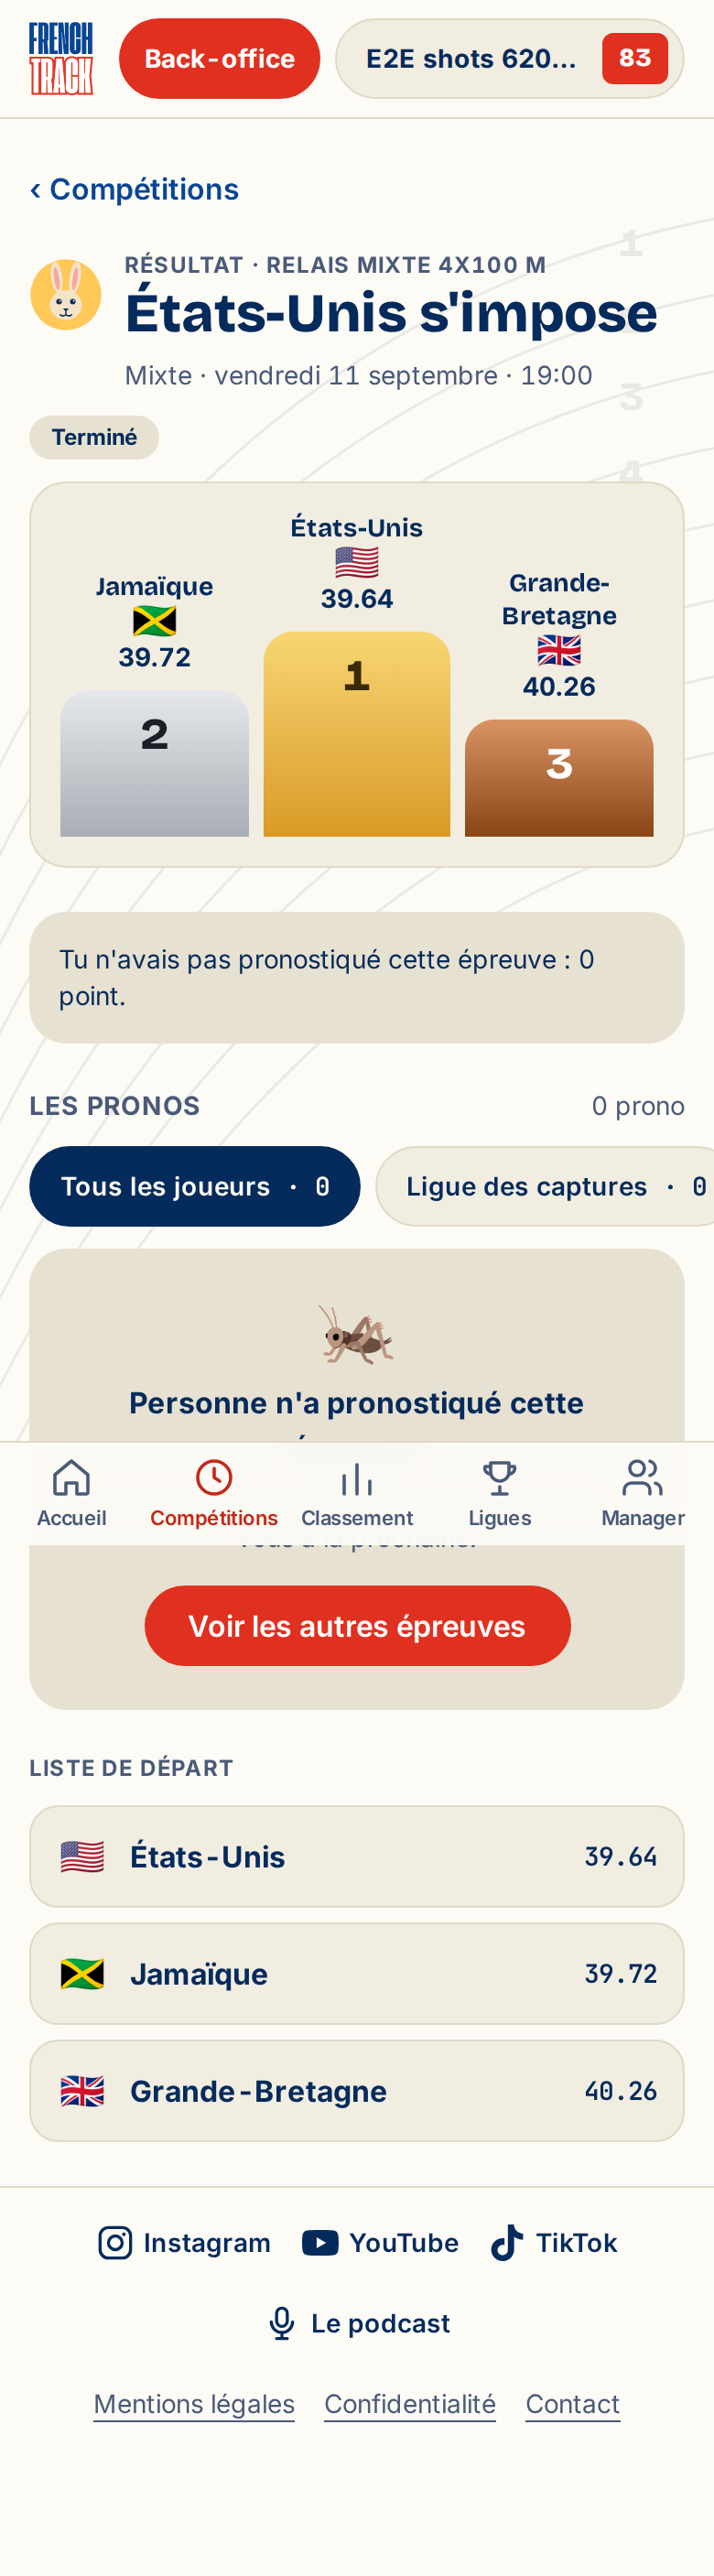 FRENCH
TRACK
Back-office
E2E shots 620... 83
‹ Compétitions
RÉSULTAT · RELAIS MIXTE 4X100 M
États-Unis s'impose
Mixte · vendredi 11 septembre · 19:00
1
3
4
Terminé
États-Unis
39.64
Jamaïque
39.72
Grande-
Bretagne
40.26
1
2
3
Tu n'avais pas pronostiqué cette épreuve : 0
point.
LES PRONOS
0 prono
Tous les joueurs · 0
Ligue des captures · 0
Personne n'a pronostiqué cette
Accueil
Compétitions
Classement
Ligues
Manager
Voir les autres épreuves
LISTE DE DÉPART
États-Unis 39.64
Jamaïque 39.72
Grande-Bretagne 40.26
Instagram
YouTube
TikTok
Le podcast
Mentions légales
Confidentialité
Contact